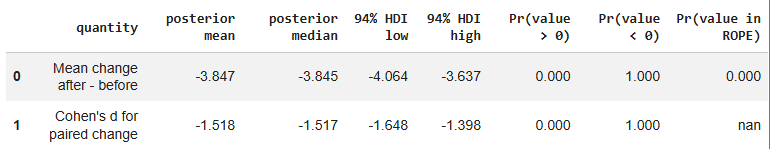 quantity posterior mean posterior median 94% HDI low 94% HDI high Pr(value > 0) Pr(value < 0) Pr(value in ROPE)
0 Mean change after - before -3.847 -3.845 -4.064 -3.637 0.000 1.000 0.000
1 Cohen's d for paired change -1.518 -1.517 -1.648 -1.398 0.000 1.000 nan